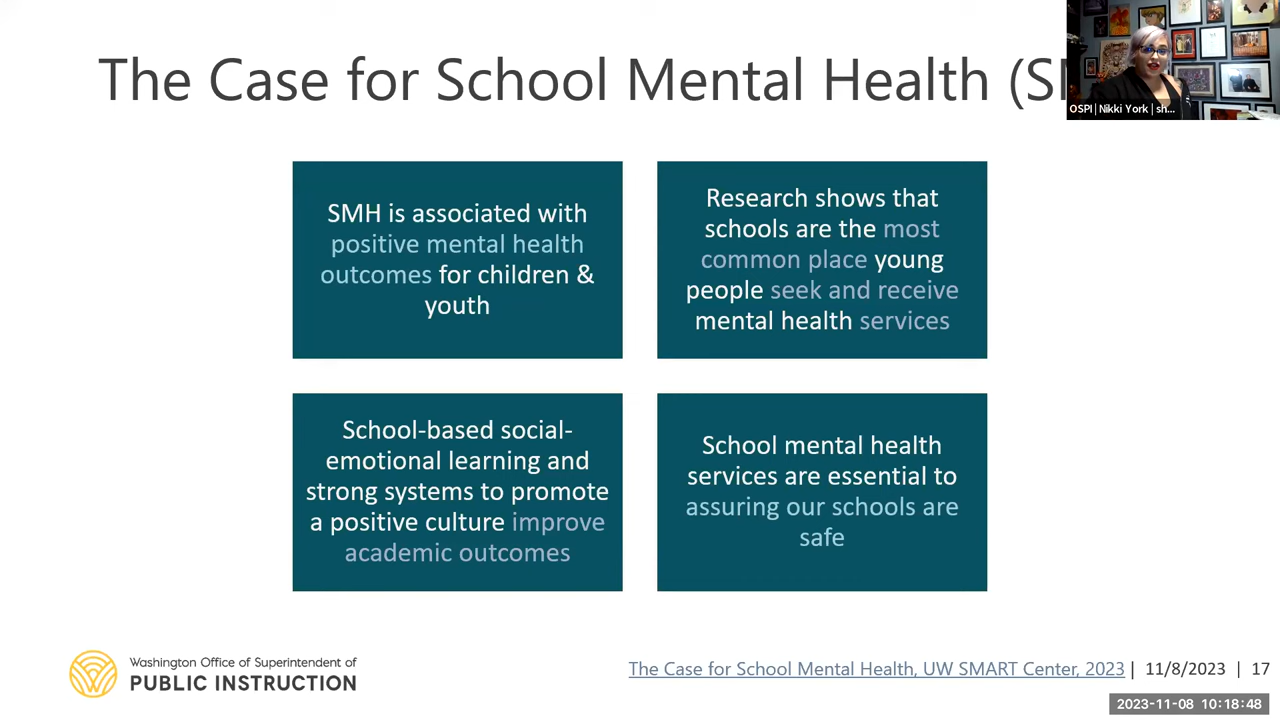 The Case for School Mental Health (S
OSPI | Nikki York | sh...
SMH is associated with
positive mental health
outcomes for children &
youth
Research shows that
schools are the most
common place young
people seek and receive
mental health services
School-based social-
emotional learning and
strong systems to promote
a positive culture improve
academic outcomes
School mental health
services are essential to
assuring our schools are
safe
Washington Office of Superintendent of
PUBLIC INSTRUCTION
The Case for School Mental Health, UW SMART Center, 2023 | 11/8/2023 | 17
2023-11-08 10:18:48